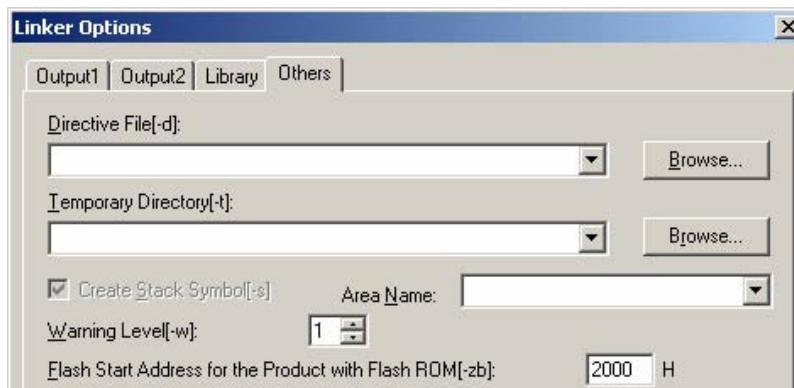 Linker Options
Output1 Output2 Library Others
Directive File[-d]:
Browse...
Temporary Directory[-t]:
Browse...
Create Stack Symbol[-s] Area Name:
Warning Level[-w]: 1
Flash Start Address for the Product with Flash ROM[-zb]: 2000 H